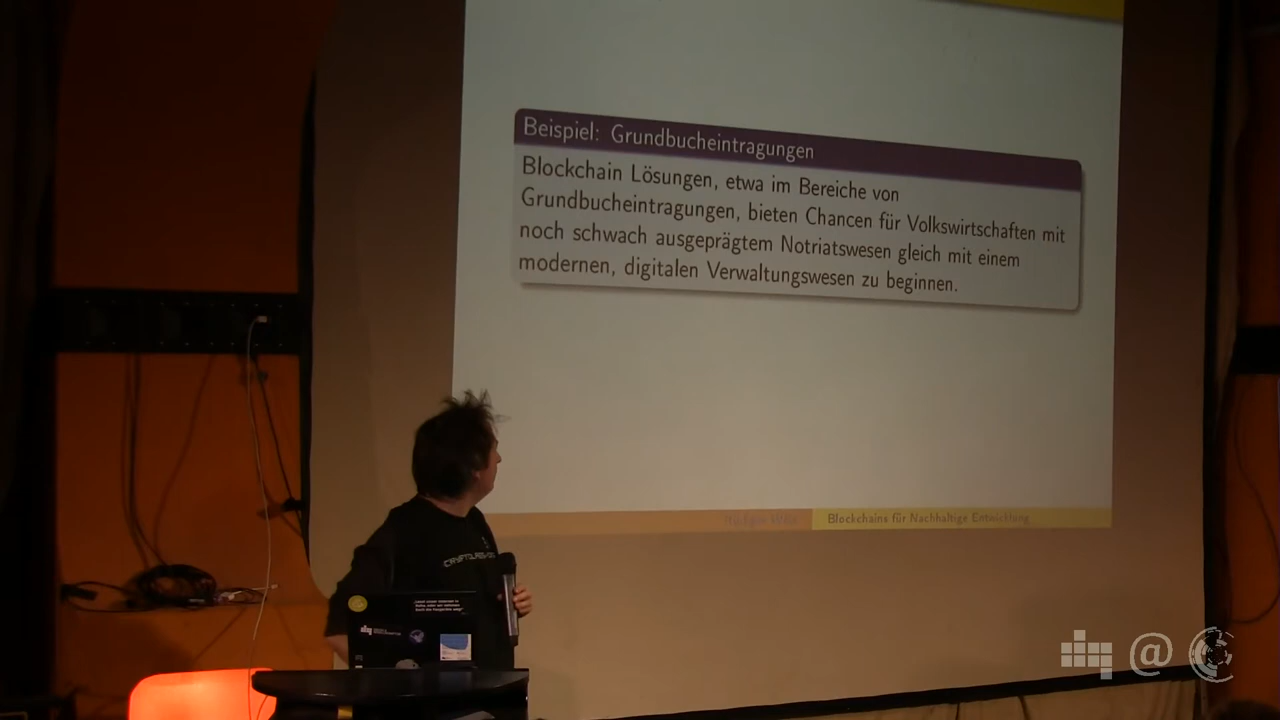 Beispiel: Grundbucheintragungen
Blockchain Lösungen, etwa im Bereiche von
Grundbucheintragungen, bieten Chancen für Volkswirtschaften mit
noch schwach ausgeprägtem Notriatswesen gleich mit einem
modernen, digitalen Verwaltungswesen zu beginnen.
Blockchains für Nachhaltige Entwicklung
@